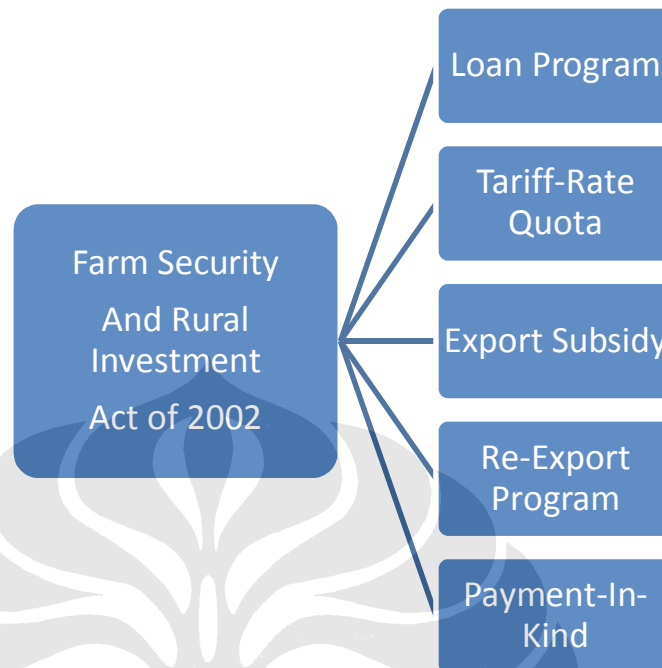 Loan Program
Tariff-Rate
Quota
Farm Security
And Rural
Investment
Act of 2002
Export Subsidy
Re-Export
Program
Payment-In-
Kind